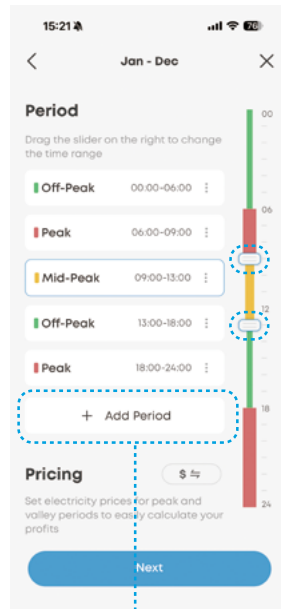 15:21
76
Jan - Dec
Period
Drag the slider on the right to change
the time range
Off-Peak 00:00-06:00
Peak 06:00-09:00
Mid-Peak 09:00-13:00
Off-Peak 13:00-18:00
Peak 18:00-24:00
+ Add Period
00
06
12
18
24
Pricing
$
Set electricity prices for peak and
valley periods to easily calculate your
profits
Next